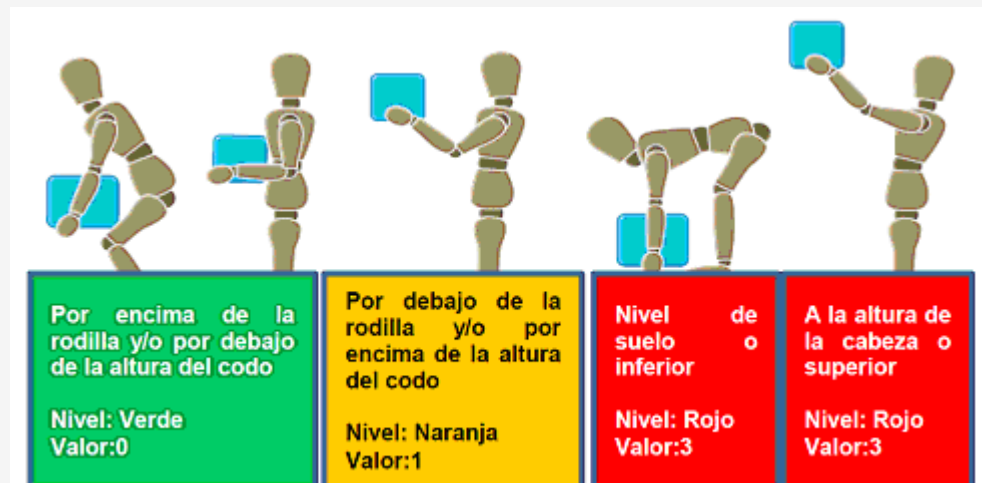 Por encima de la
rodilla y/o por debajo
de la altura del codo
Nivel: Verde
Valor:0
Por debajo de la
rodilla y/o por
encima de la altura
del codo
Nivel: Naranja
Valor:1
Nivel de
suelo o
inferior
Nivel: Rojo
Valor:3
A la altura de
la cabeza o
superior
Nivel: Rojo
Valor:3